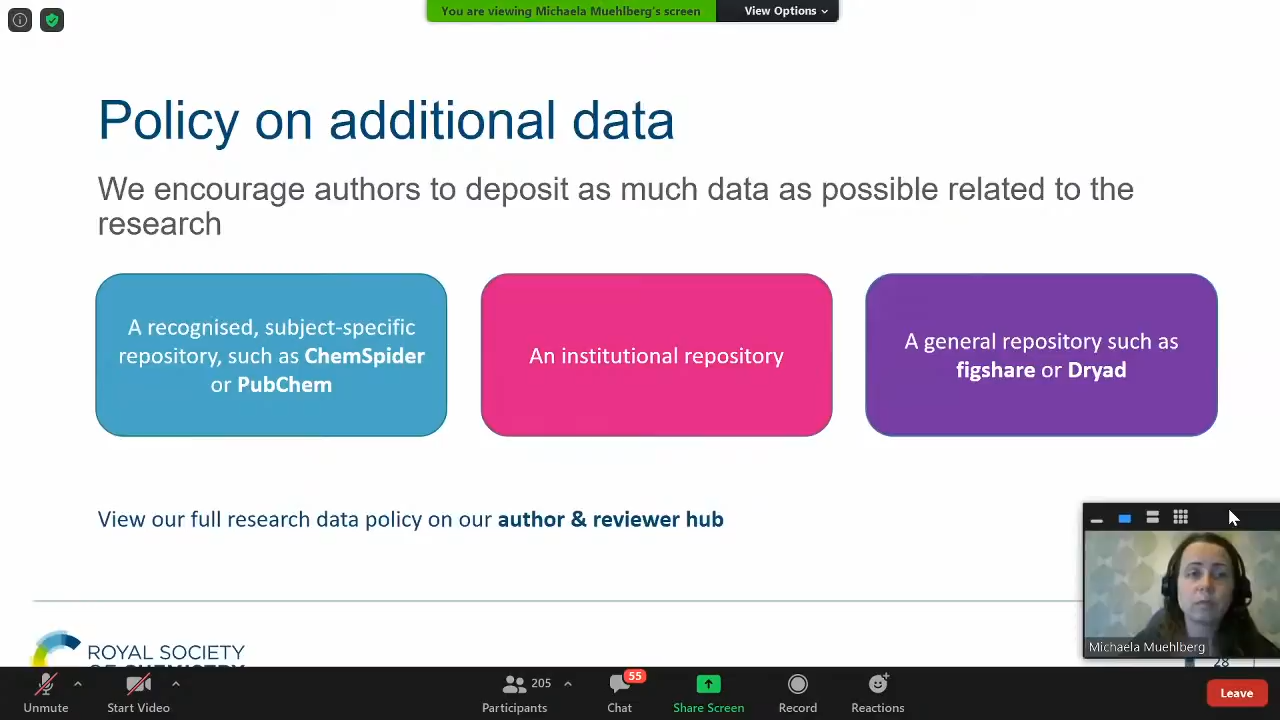 You are viewing Michaela Muehlberg's screen
View Options
Policy on additional data
We encourage authors to deposit as much data as possible related to the
research
A recognised, subject-specific
repository, such as ChemSpider
or PubChem
An institutional repository
A general repository such as
figshare or Dryad
View our full research data policy on our author & reviewer hub
Michaela Muehlberg
ROYAL SOCIETY
OF CHEMISTRY
28
Unmute
Start Video
205
Participants
55
Chat
Share Screen
Record
Reactions
Leave